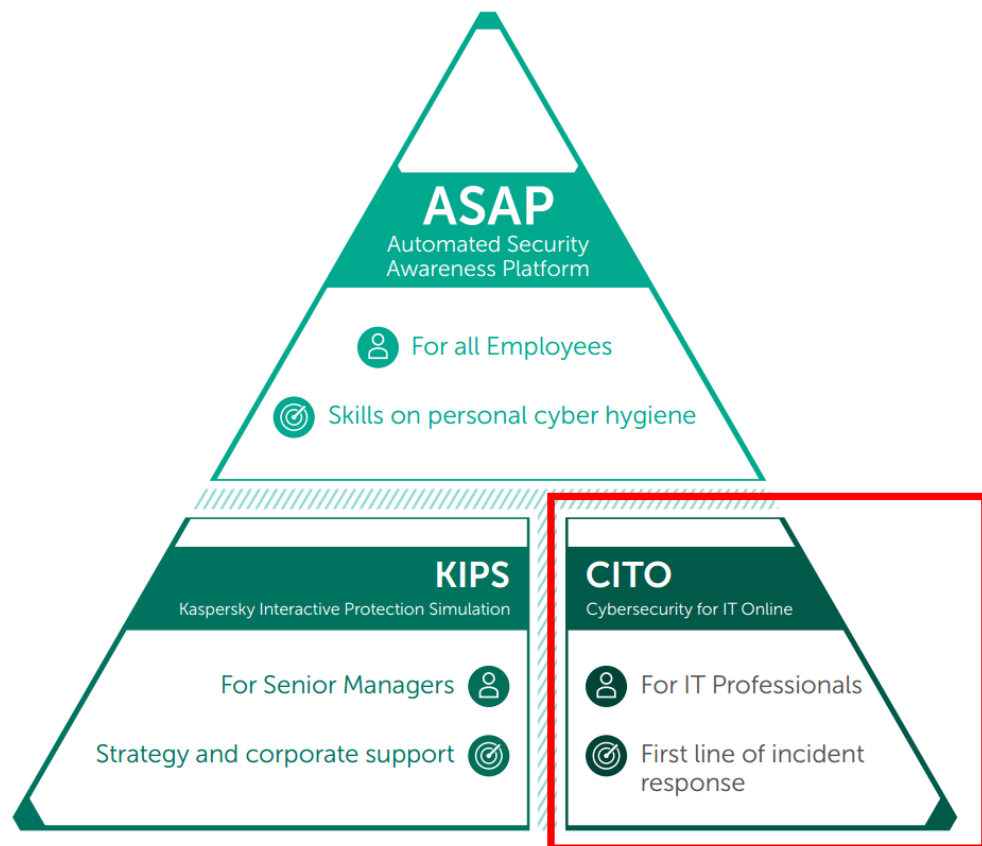 ASAP
Automated Security
Awareness Platform
For all Employees
Skills on personal cyber hygiene
KIPS
Kaspersky Interactive Protection Simulation
For Senior Managers
Strategy and corporate support
CITO
Cybersecurity for IT Online
For IT Professionals
First line of incident
response